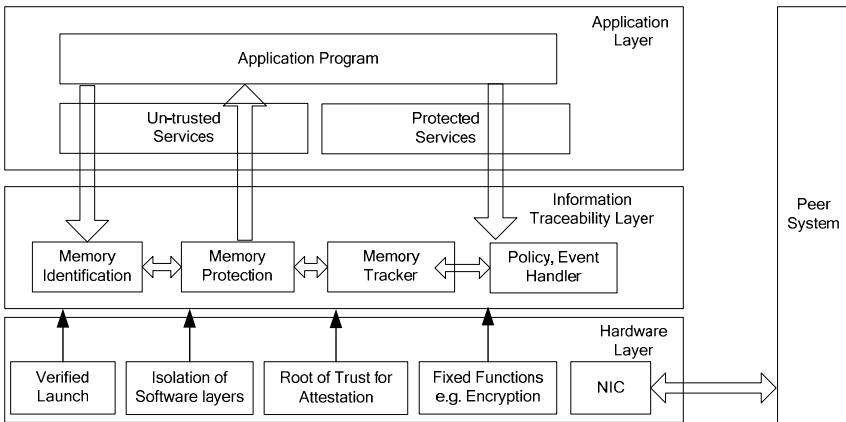 Application
Layer
Application Program
Un-trusted
Services
Protected
Services
Information
Traceability Layer
Memory
Identification
Memory
Protection
Memory
Tracker
Policy, Event
Handler
Hardware
Layer
Verified
Launch
Isolation of
Software layers
Root of Trust for
Attestation
Fixed Functions
e.g. Encryption
NIC
Peer
System